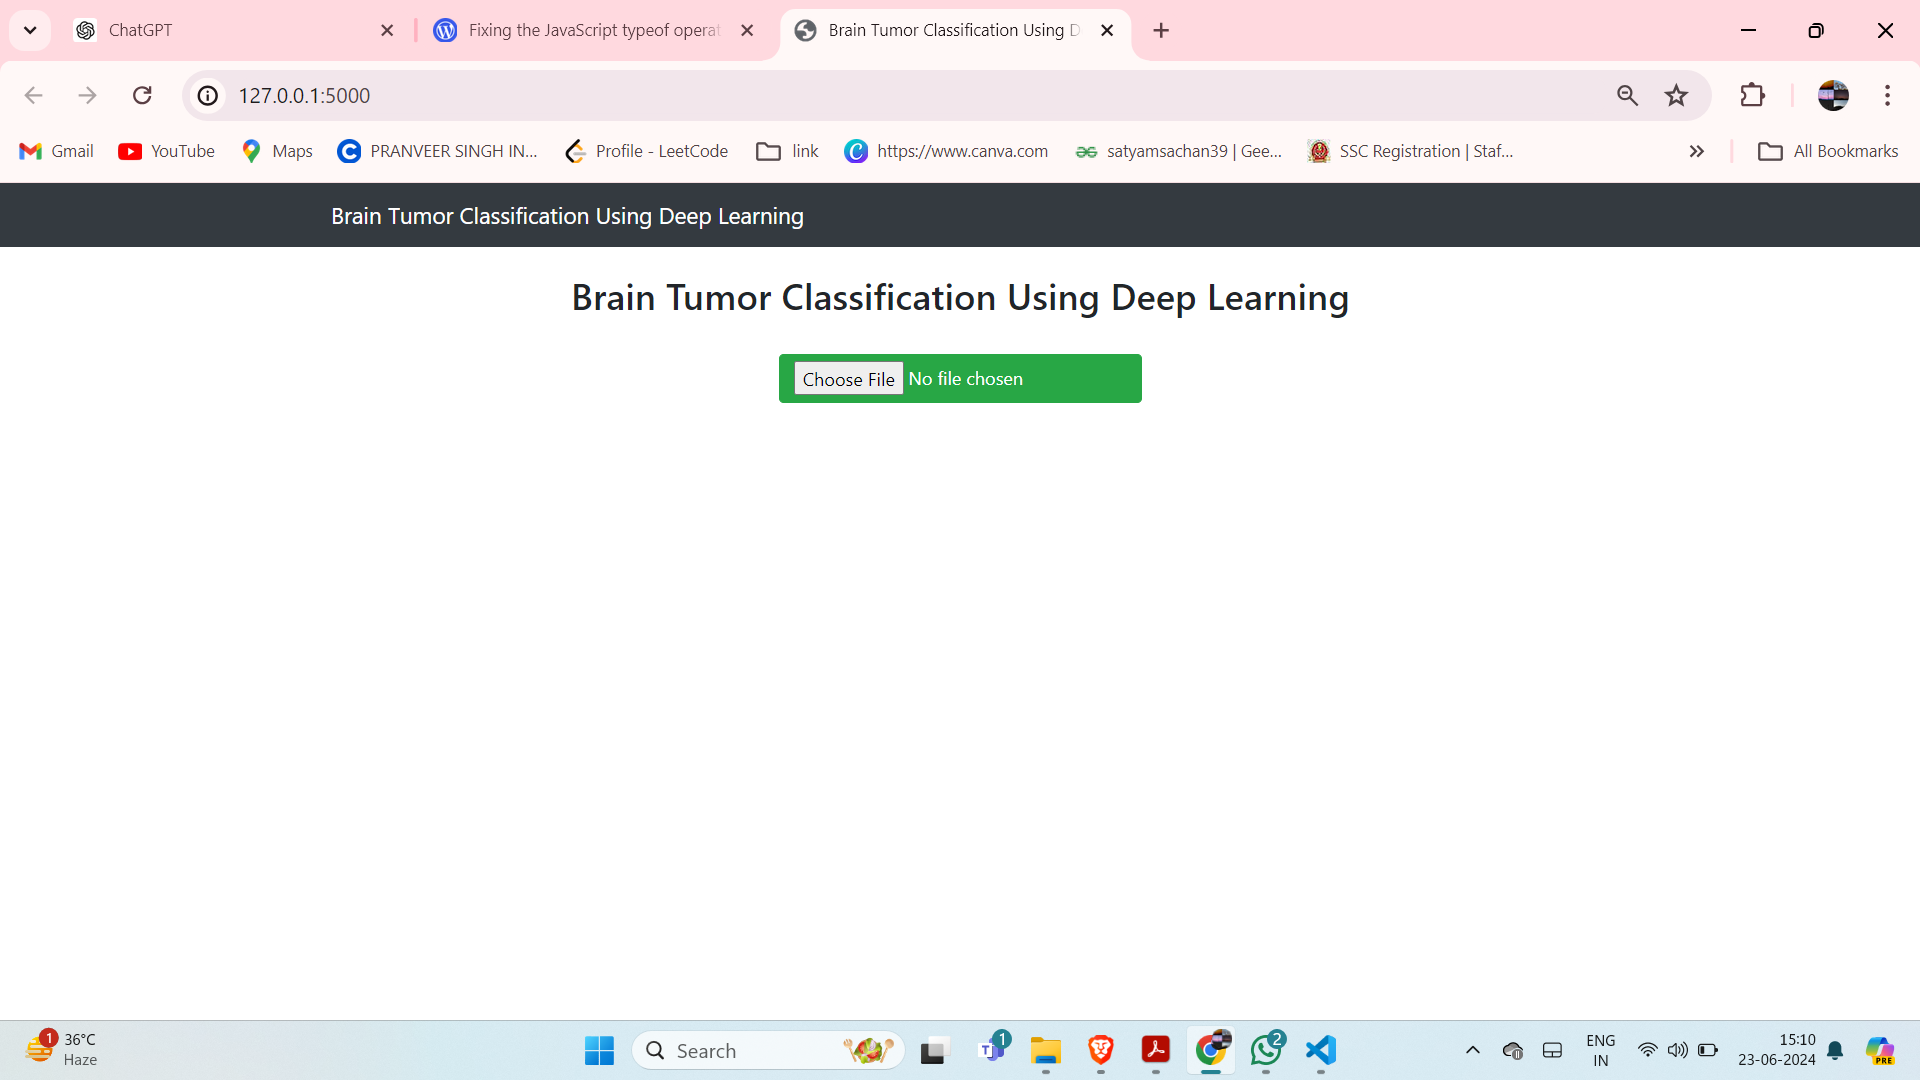 ChatGPT
Fixing the JavaScript typeof operat
Brain Tumor Classification Using D
127.0.0.1:5000
Gmail
YouTube
Maps
PRANVEER SINGH IN...
Profile - LeetCode
link
https://www.canva.com
satyamsachan39 | Gee...
SSC Registration | Staf...
All Bookmarks
Brain Tumor Classification Using Deep Learning
Brain Tumor Classification Using Deep Learning
Choose File No file chosen
1
36°C
Haze
Search
1
2
ENG
IN
15:10
23-06-2024
PRE